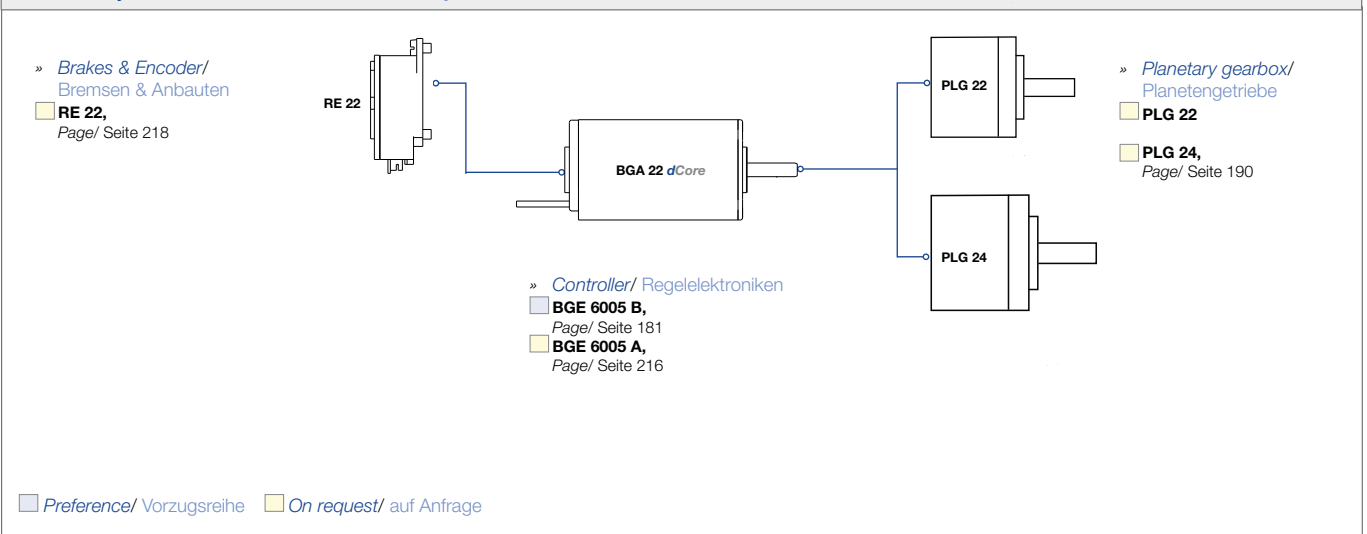 » Brakes & Encoder/
Bremsen & Anbauten
RE 22,
Page/ Seite 218
RE 22
BGA 22 dCore
PLG 22
PLG 24
» Planetary gearbox/
Planetengetriebe
PLG 22
PLG 24,
Page/ Seite 190
» Controller/ Regelelektroniken
BGE 6005 B,
Page/ Seite 181
BGE 6005 A,
Page/ Seite 216
Preference/ Vorzugsreihe On request/ auf Anfrage